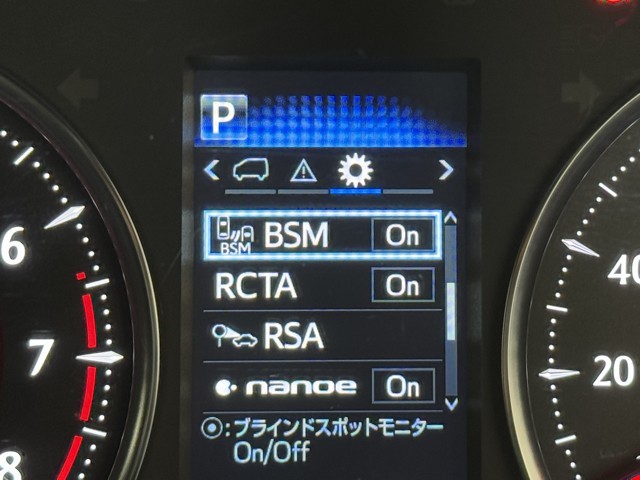 P
BSM BSM On
RCTA On
RSA
nanoe On
⦿:ブラインドスポットモニター
On/Off
6
7
8
40
20